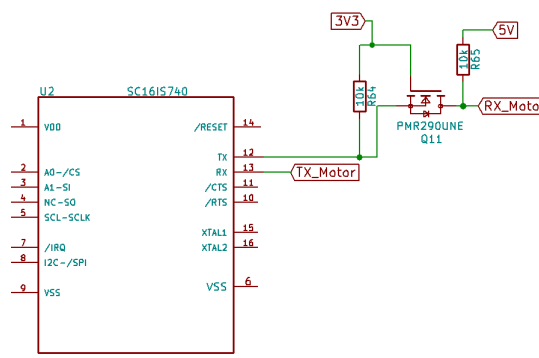 3V3
5V
10k
R64
10k
R65
RX_Moto
PMR290UNE
Q11
U2
SC16IS740
1
VDD
/RESET
14
TX
12
2
A0-/CS
RX
13
TX_Motor
3
A1-SI
/CTS
11
4
NC-SO
/RTS
10
5
SCL-SCLK
XTAL1
15
7
/IRQ
XTAL2
16
8
I2C-/SPI
9
VSS
VSS
6